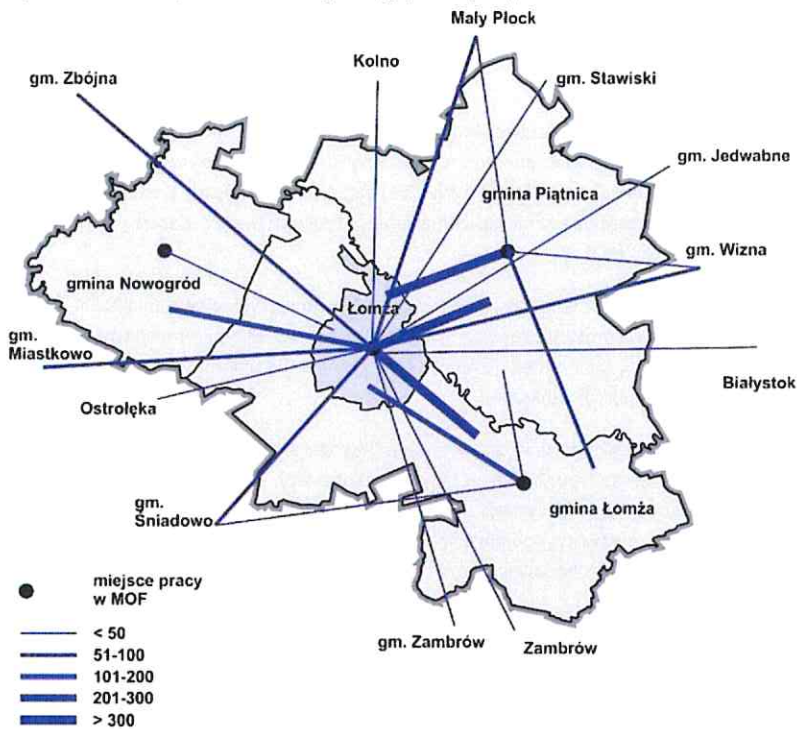 Mały Płock
Kolno
gm. Stawiski
gm. Zbójna
gm. Jedwabne
gmina Piątnica
gm. Wizna
gmina Nowogród
Łomża
gm.
Miastkowo
Białystok
Ostrołęka
gm.
Śniadowo
gmina Łomża
miejsce pracy
w MOF
gm. Zambrów
Zambrów
< 50
51-100
101-200
201-300
> 300